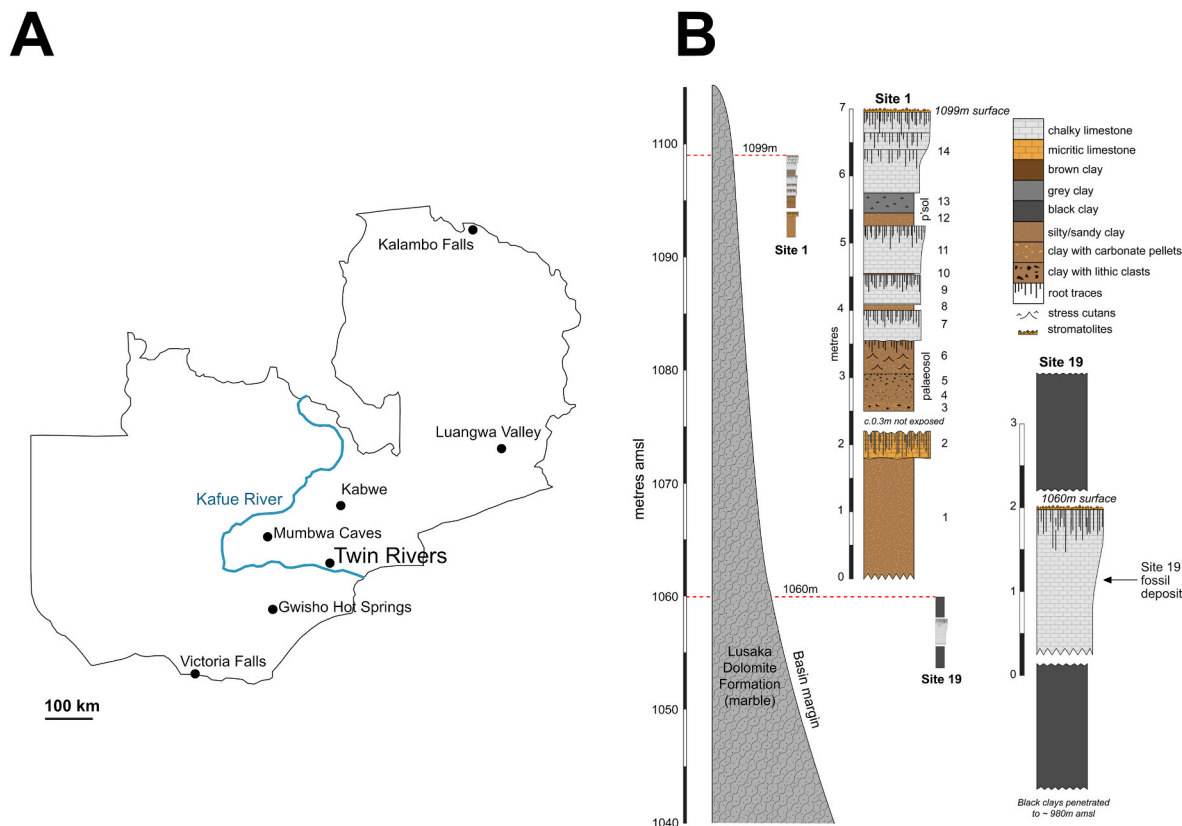 A
Kalambo Falls
Luangwa Valley
Kafue River
Kabwe
Mumbwa Caves
Twin Rivers
Gwisho Hot Springs
Victoria Falls
100 km
B
metres amsl
1100
1090
1080
1070
1060
1050
1040
1099m
Site 1
1060m
Site 19
Lusaka
Dolomite
Formation
(marble)
Basin margin
Site 1
1099m surface
metres
7
6
5
4
3
2
1
0
14
13
12
p'sol
11
10
9
8
7
6
5
4
3
palaeosol
c.0.3m not exposed
2
1
chalky limestone
micritic limestone
brown clay
grey clay
black clay
silty/sandy clay
clay with carbonate pellets
clay with lithic clasts
root traces
stress cutans
stromatolites
Site 19
3
2
1
0
1060m surface
Site 19
fossil
deposit
Black clays penetrated
to ~ 980m amsl